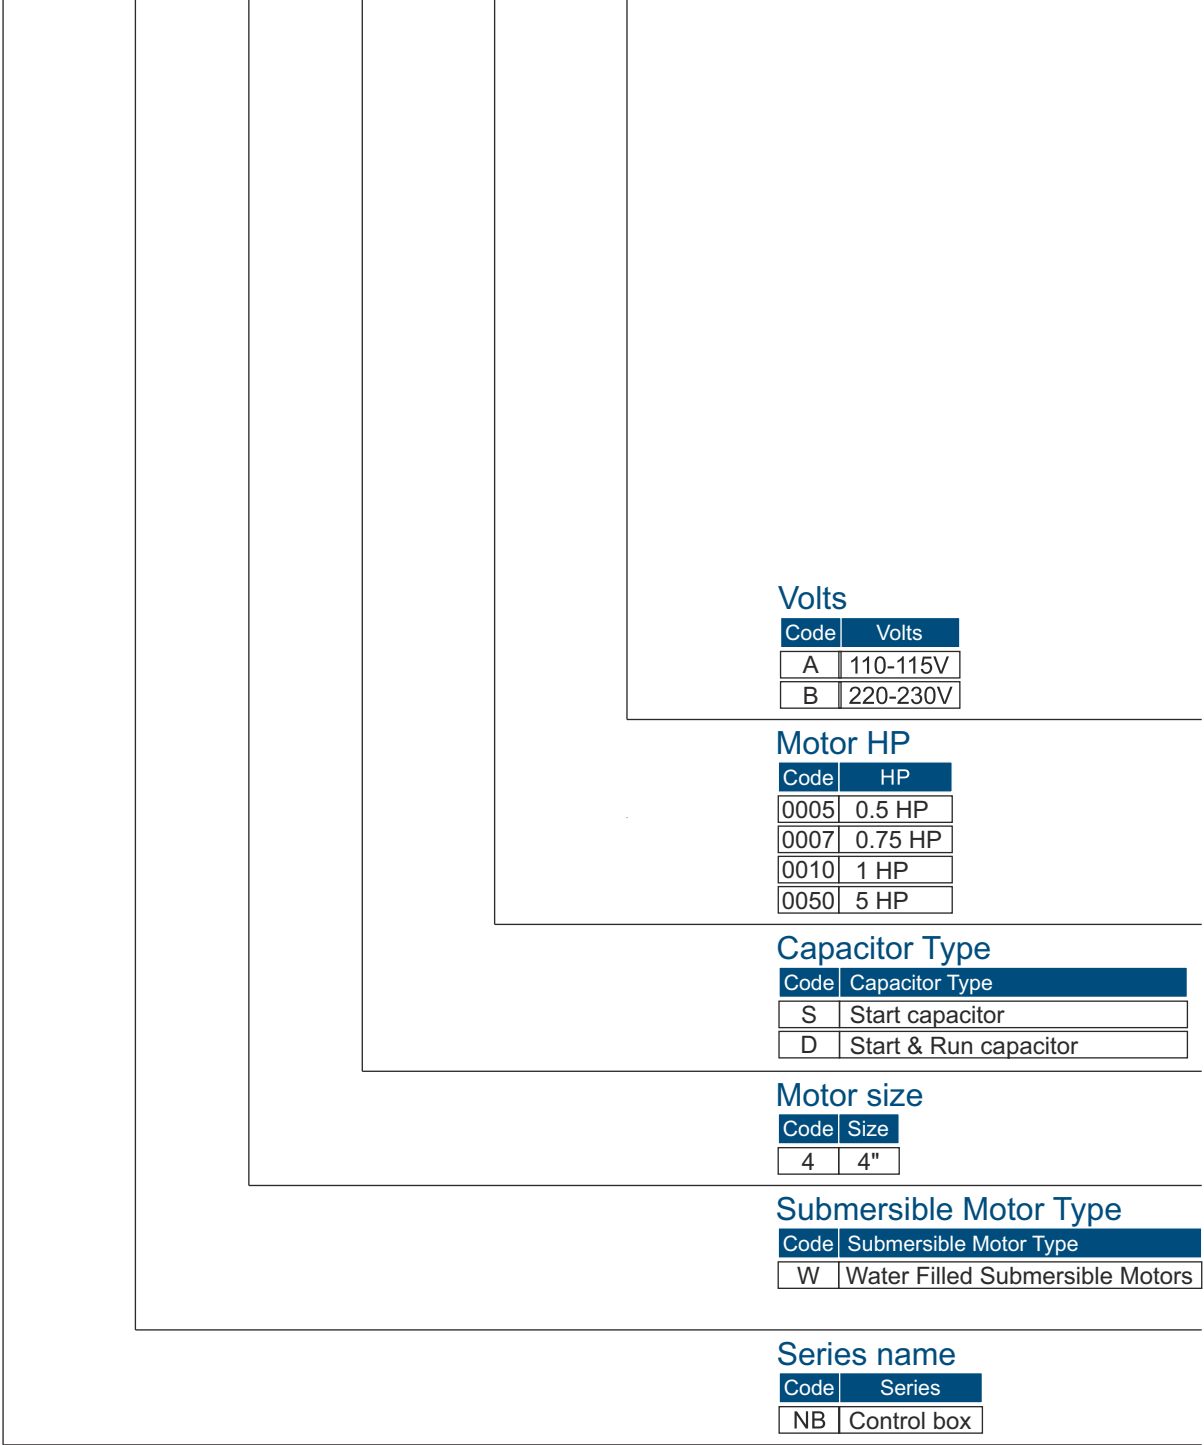 Volts
Code Volts
A 110-115V
B 220-230V
Motor HP
Code HP
0005 0.5 HP
0007 0.75 HP
0010 1 HP
0050 5 HP
Capacitor Type
Code Capacitor Type
S Start capacitor
D Start & Run capacitor
Motor size
Code Size
4 4"
Submersible Motor Type
Code Submersible Motor Type
W Water Filled Submersible Motors
Series name
Code Series
NB Control box